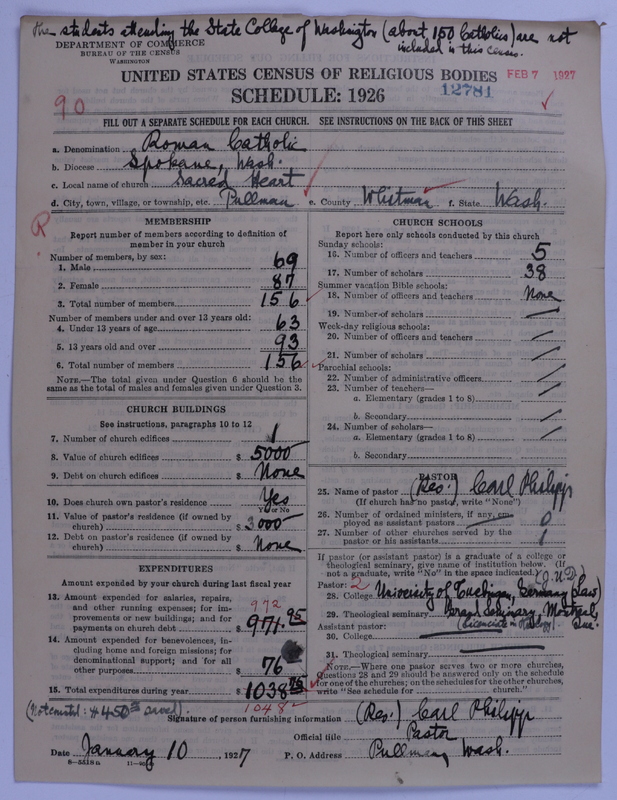 the students attending the State College of Washington (about 150 Catholics) are not
included in this census.
DEPARTMENT OF COMMERCE
BUREAU OF THE CENSUS
WASHINGTON
UNITED STATES CENSUS OF RELIGIOUS BODIES
FEB 7 1927
SCHEDULE: 1926
12781
90
FILL OUT A SEPARATE SCHEDULE FOR EACH CHURCH. SEE INSTRUCTIONS ON THE BACK OF THIS SHEET
a. Denomination Roman Catholic
b. Diocese Spokane, Wash.
c. Local name of church Sacred Heart
d. City, town, village, or township, etc. Pullman e. County Whitman f. State Wash.
MEMBERSHIP
Report number of members according to definition of
member in your church
Number of members, by sex:
1. Male 69
2. Female 87
3. Total number of members 156
Number of members under and over 13 years old:
4. Under 13 years of age 63
5. 13 years old and over 93
6. Total number of members 156
NOTE.—The total given under Question 6 should be the
same as the total of males and females given under Question 3.
CHURCH BUILDINGS
See instructions, paragraphs 10 to 12
7. Number of church edifices 1
8. Value of church edifices $ 5000
9. Debt on church edifices $ None
10. Does church own pastor's residence Yes
Yes or No
11. Value of pastor's residence (if owned by
church) $ 3000
12. Debt on pastor's residence (if owned by
church) $ None
EXPENDITURES
Amount expended by your church during last fiscal year
13. Amount expended for salaries, repairs,
and other running expenses; for im-
provements or new buildings; and for
payments on church debt $ 971.95
972
14. Amount expended for benevolences, in-
cluding home and foreign missions; for
denominational support; and for all
other purposes $ 76
15. Total expenditures during year $ 1038
1048
CHURCH SCHOOLS
Report here only schools conducted by this church
Sunday schools:
16. Number of officers and teachers 5
17. Number of scholars 38
Summer vacation Bible schools:
18. Number of officers and teachers None
19. Number of scholars
Week-day religious schools:
20. Number of officers and teachers
21. Number of scholars
Parochial schools:
22. Number of administrative officers
23. Number of teachers—
a. Elementary (grades 1 to 8)
b. Secondary
24. Number of scholars—
a. Elementary (grades 1 to 8)
b. Secondary
PASTOR
25. Name of pastor (Rev.) Carl Philipp
(If church has no pastor, write "None")
26. Number of ordained ministers, if any, em-
ployed as assistant pastors 0
27. Number of other churches served by the
pastor or his assistants 1
If pastor (or assistant pastor) is a graduate of a college or
theological seminary, give name of institution below. (If
not a graduate, write "No" in the space indicated.) (J.U.D.)
Pastor: 2
28. College University of Tuebingen, Germany (Law)
29. Theological seminary Grand Seminary, Montreal, Que.
Assistant pastor: (Licenciate in Theology)
30. College
31. Theological seminary
NOTE.—Where one pastor serves two or more churches,
Questions 28 and 29 should be answered only on the schedule
for one of the churches; on the schedules for the other churches,
write "See schedule for church."
Signature of person furnishing information (Rev.) Carl Philipp
Official title Pastor
Date January 10, 1927 P. O. Address Pullman, Wash.